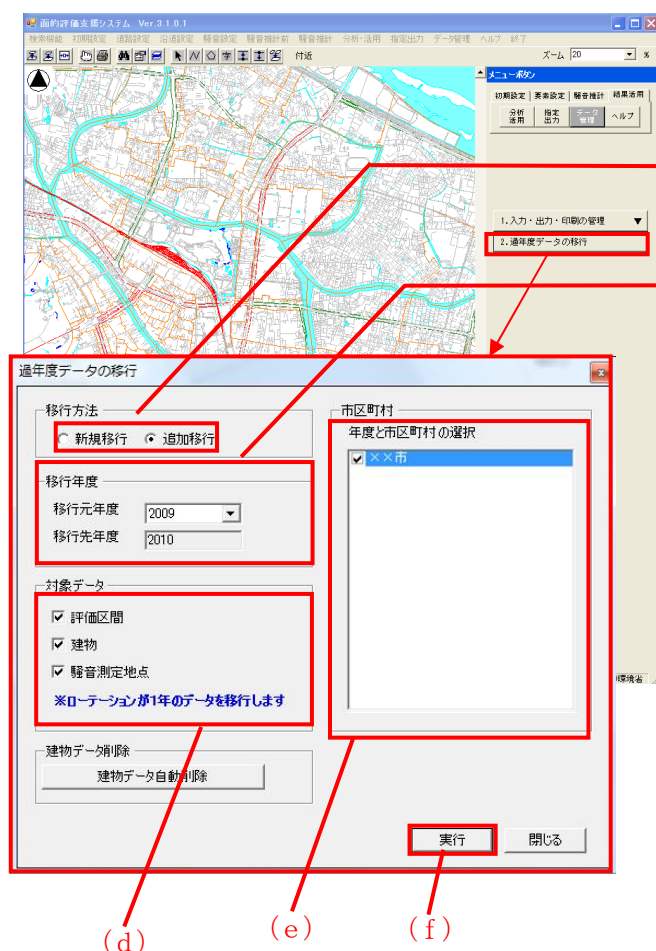 面的評価支援システム Ver.3.1.0.1
検索機能 初期設定 道路設定 沿道設定 騒音設定 騒音推計前 騒音推計 分析・活用 指定出力 データ管理 ヘルプ 終了
付近
ズーム 20 %
メニューボタン
初期設定 要素設定 騒音推計 結果活用
分析活用 指定出力 データ管理 ヘルプ
1.入力・出力・印刷の管理 ▼
2.過年度データの移行
過年度データの移行
移行方法
新規移行 追加移行
移行年度
移行元年度 2009
移行先年度 2010
対象データ
評価区間
建物
騒音測定地点
※ローテーションが1年のデータを移行します
建物データ削除
建物データ自動削除
市区町村
年度と市区町村の選択
××市
実行 閉じる
環境省
(d) (e) (f)